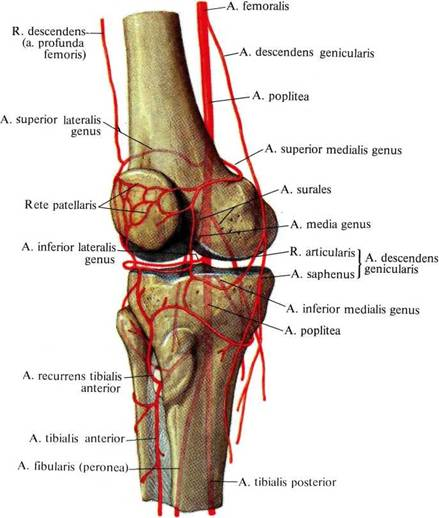 A. femoralis
R. descendens
(a. profunda
femoris)
A. descendens genicularis
A. poplitea
A. superior lateralis
genus
A. superior medialis genus
A. surales
Rete patellaris
A. media genus
A. inferior lateralis
genus
R. articularis
A. saphenus
A. descendens
genicularis
A. inferior medialis genus
A. poplitea
A. recurrens tibialis
anterior
A. tibialis anterior
A. fibularis (peronea)
A. tibialis posterior